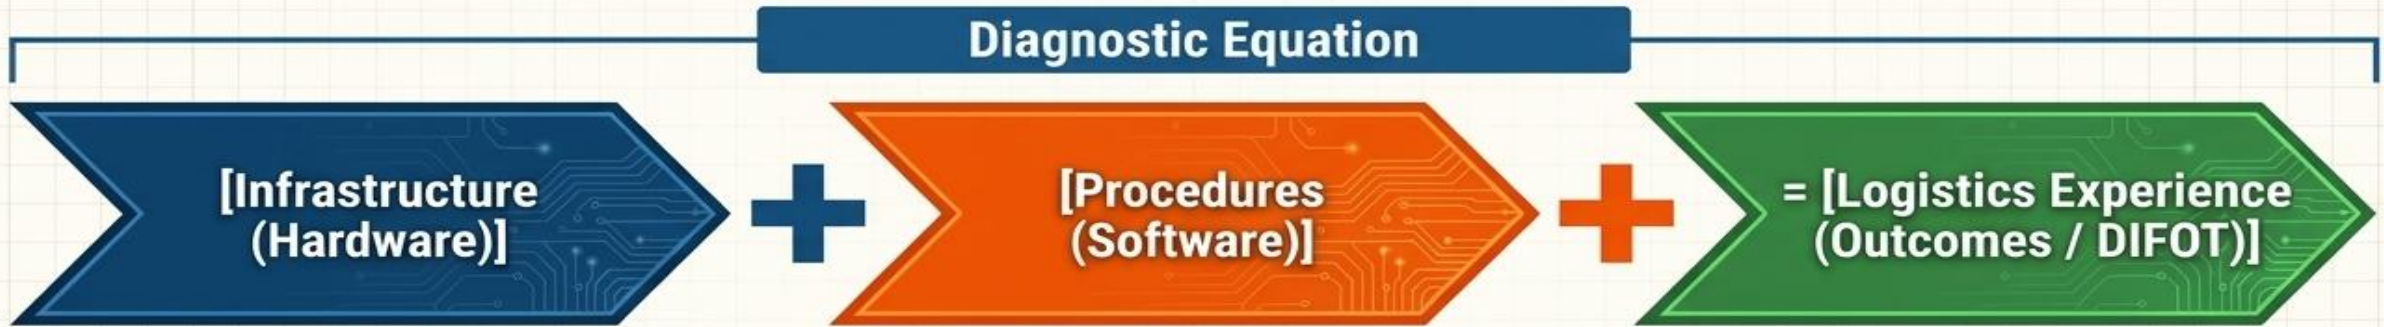 Diagnostic Equation
[Infrastructure
(Hardware)]
+
[Procedures
(Software)]
+
= [Logistics Experience
(Outcomes / DIFOT)]